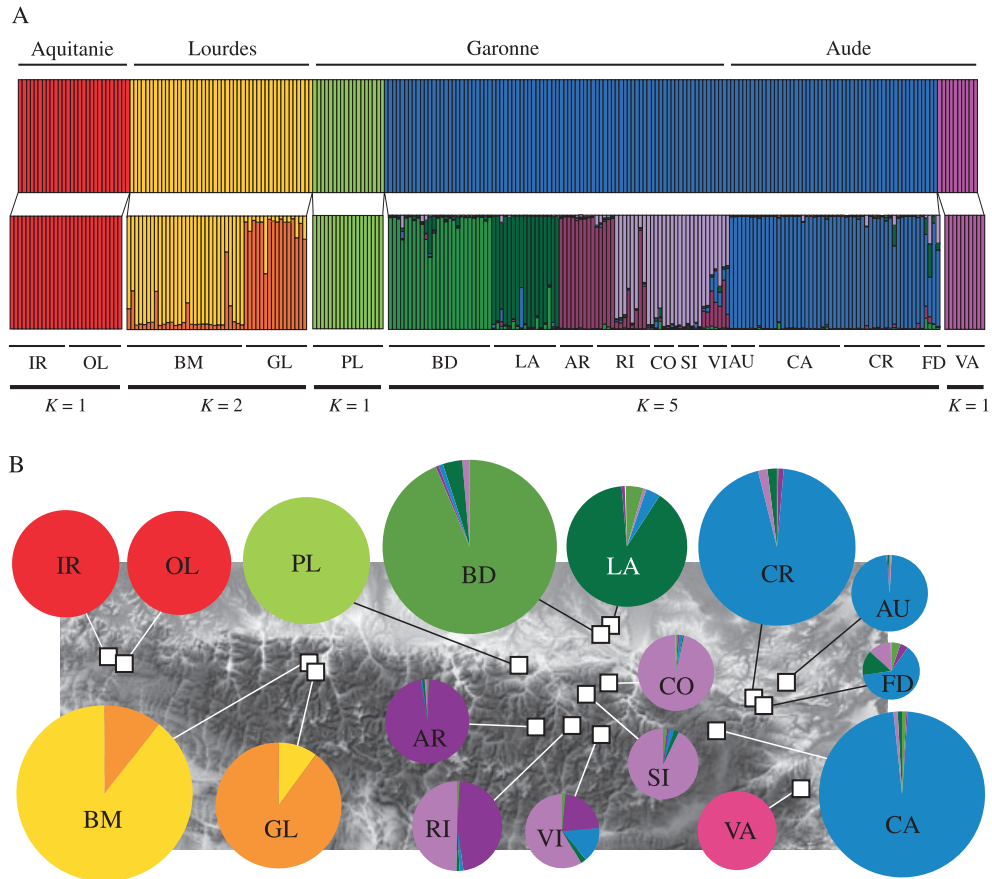 A
Aquitanie Lourdes Garonne Aude
IR OL BM GL PL BD LA AR RI CO SI VI AU CA CR FD VA
K = 1 K = 2 K = 1 K = 5 K = 1
B
IR
OL
PL
BD
LA
CR
AU
FD
CO
AR
SI
BM
GL
RI
VI
VA
CA